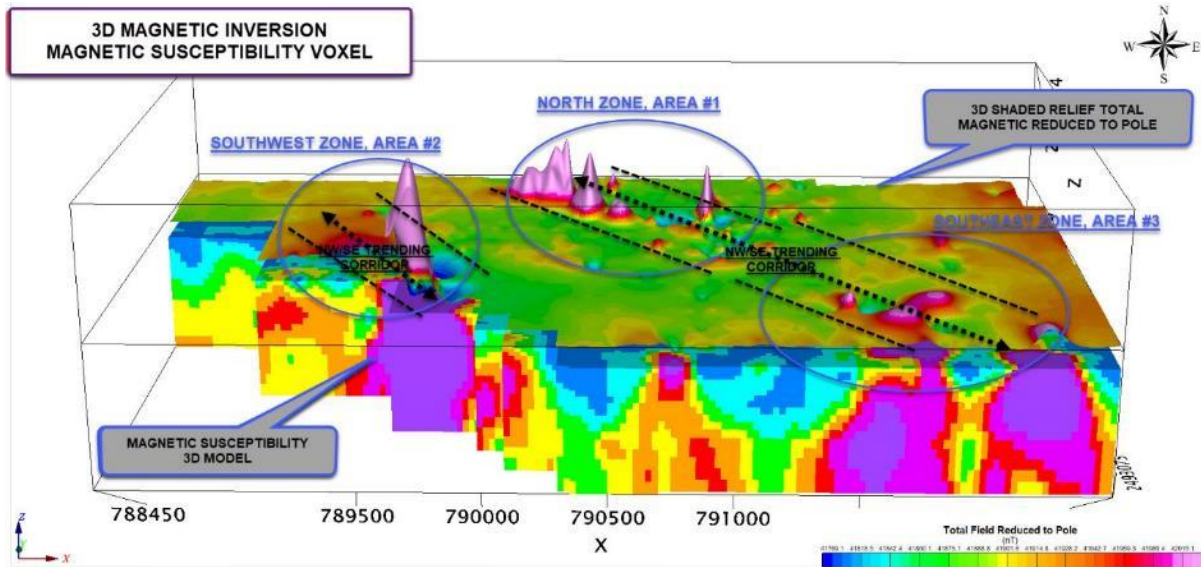 3D MAGNETIC INVERSION
MAGNETIC SUSCEPTIBILITY VOXEL
N
W
E
S
NORTH ZONE, AREA #1
3D SHADED RELIEF TOTAL
MAGNETIC REDUCED TO POLE
SOUTHWEST ZONE, AREA #2
Z
SOUTHEAST ZONE, AREA #3
NW/SE TRENDING
CORRIDOR
NW/SE TRENDING
CORRIDOR
MAGNETIC SUSCEPTIBILITY
3D MODEL
788450
789500
790000
790500
791000
X
Z
Y
X
Total Field Reduced to Pole
(nT)